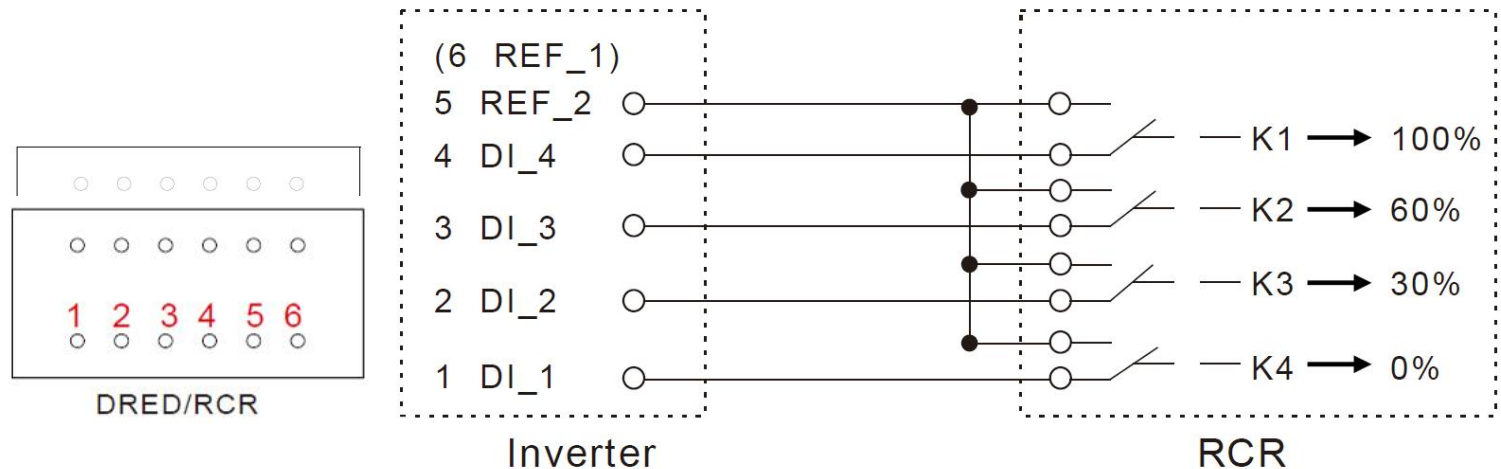 (6 REF_1)
5 REF_2
4 DI_4
K1 100%
3 DI_3
K2 60%
2 DI_2
K3 30%
1 DI_1
K4 0%
1 2 3 4 5 6
DRED/RCR
Inverter
RCR